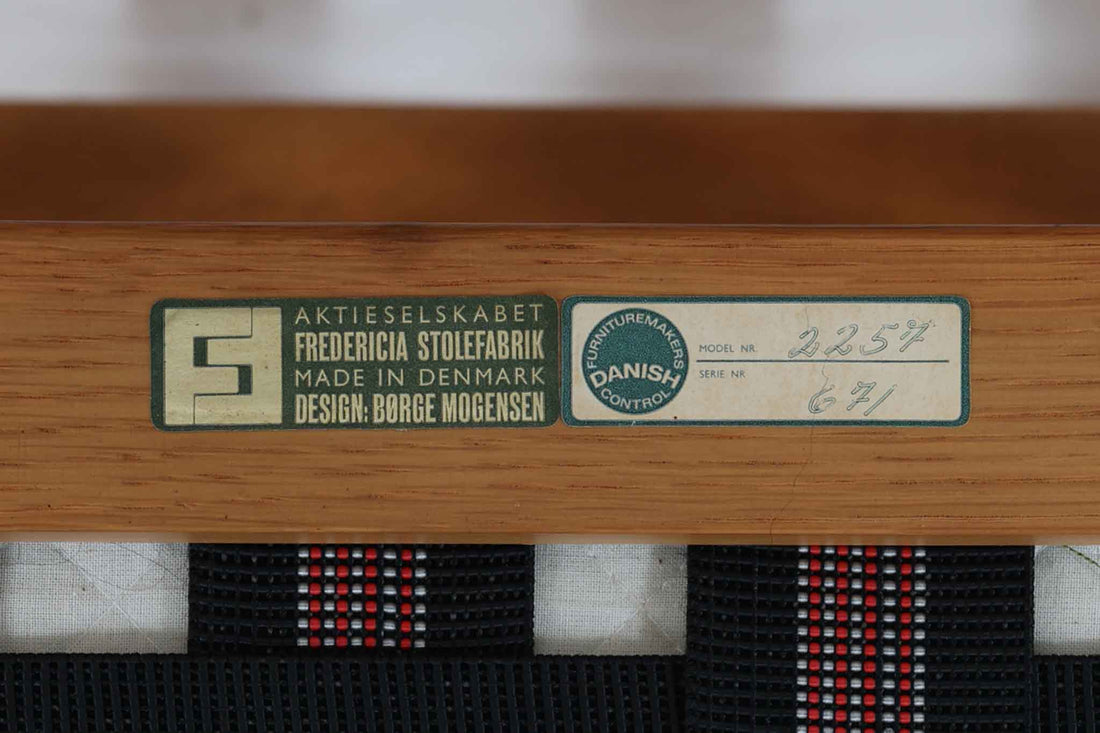 AKTIESELSKABET
FREDERICIA STOLEFABRIK
MADE IN DENMARK
DESIGN: BØRGE MOGENSEN
FURNITUREMAKERS
DANISH
CONTROL
MODEL NR. 2257
SERIE NR 671